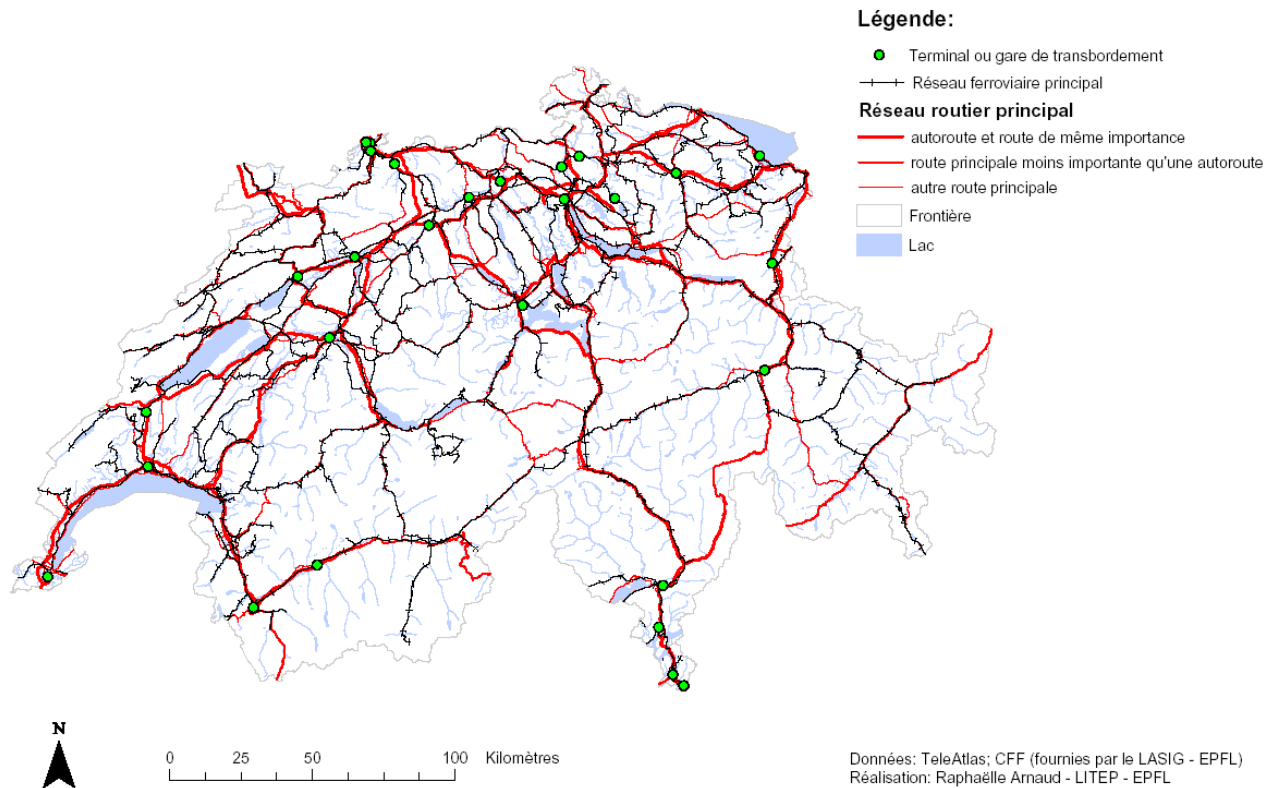 Légende:
Terminal ou gare de transbordement
Réseau ferroviaire principal
Réseau routier principal
autoroute et route de même importance
route principale moins importante qu'une autoroute
autre route principale
Frontière
Lac
N
0 25 50 100 Kilomètres
Données: TeleAtlas; CFF (fournies par le LASIG - EPFL)
Réalisation: Raphaëlle Arnaud - LITEP - EPFL